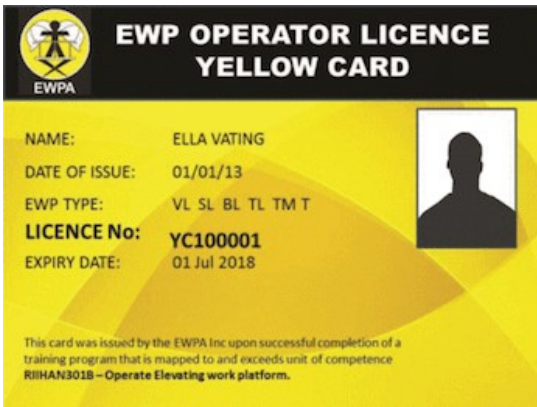 EWP OPERATOR LICENCE
YELLOW CARD
EWPA
NAME: ELLA VATING
DATE OF ISSUE: 01/01/13
EWP TYPE: VL SL BL TL TM T
LICENCE No: YC100001
EXPIRY DATE: 01 Jul 2018
This card was issued by the EWPA Inc upon successful completion of a
training program that is mapped to and exceeds unit of competence
RIIHAN301B – Operate Elevating work platform.